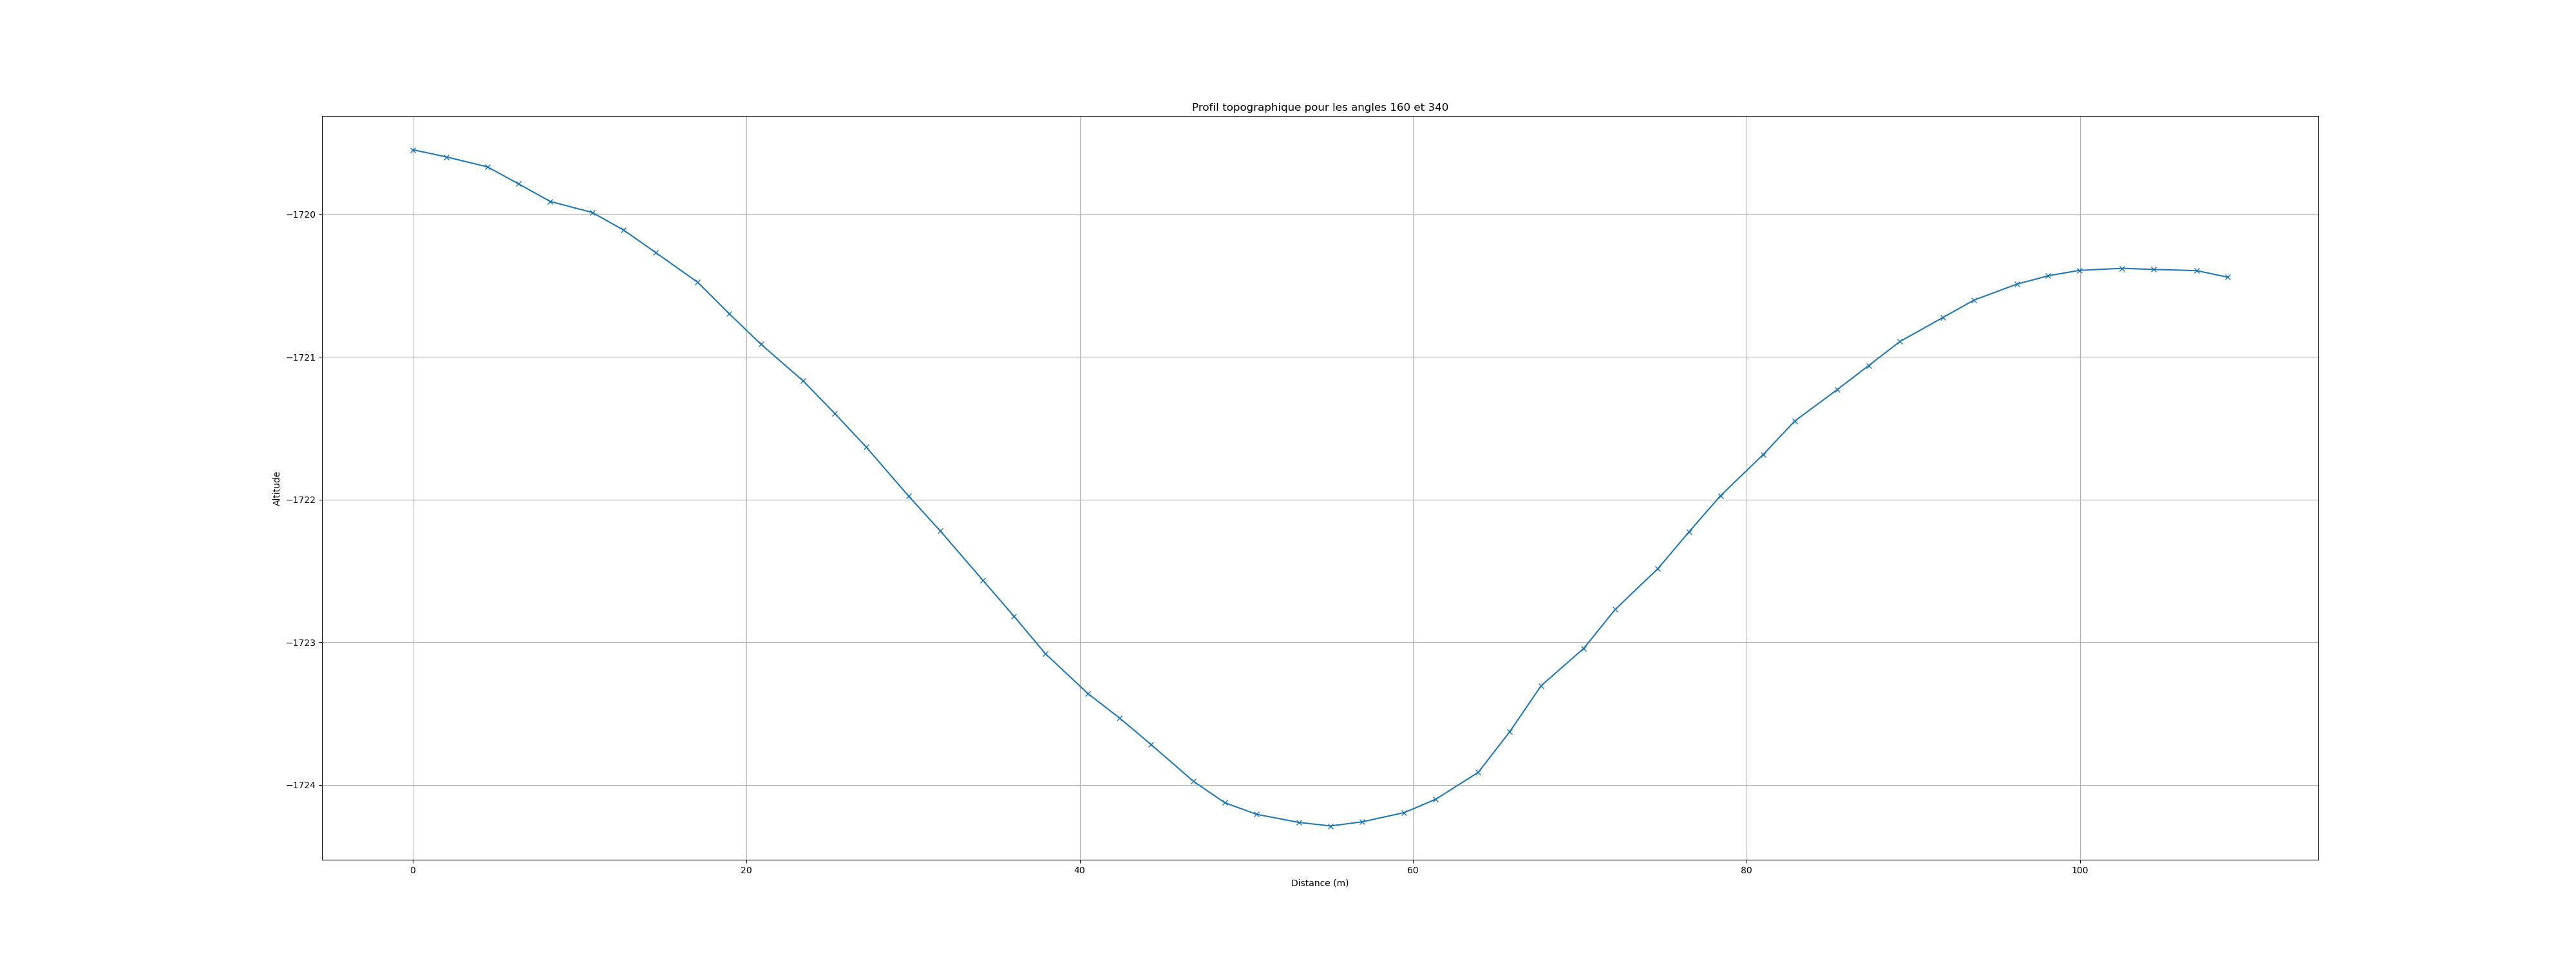 Profil topographique pour les angles 160 et 340
−1720
−1721
−1722
−1723
−1724
Altitude
0 20 40 60 80 100
Distance (m)